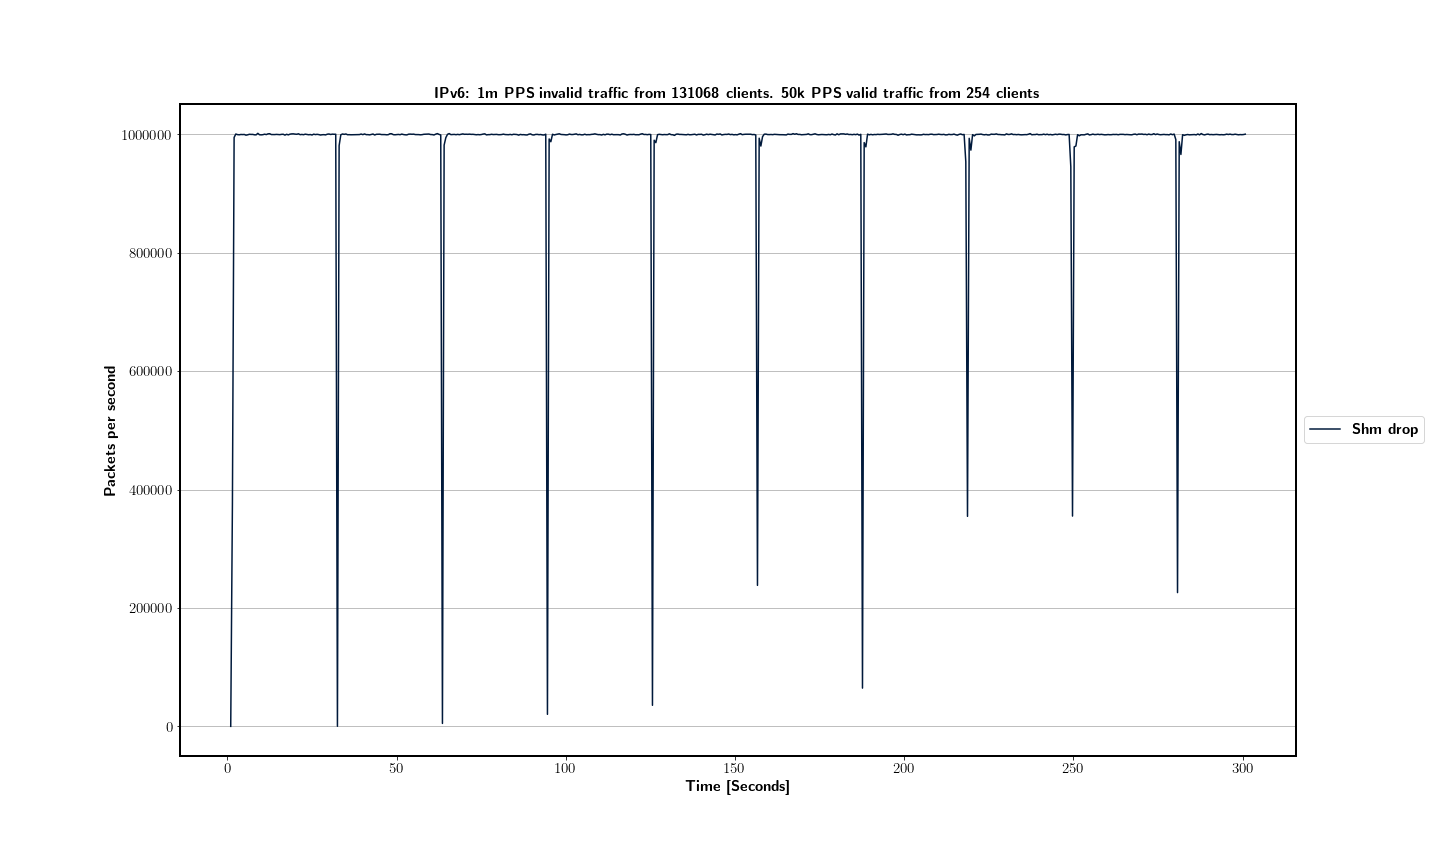 IPv6: 1m PPS invalid traffic from 131068 clients. 50k PPS valid traffic from 254 clients
1000000
800000
600000
400000
200000
0
Packets per second
Shm drop
0 50 100 150 200 250 300
Time [Seconds]